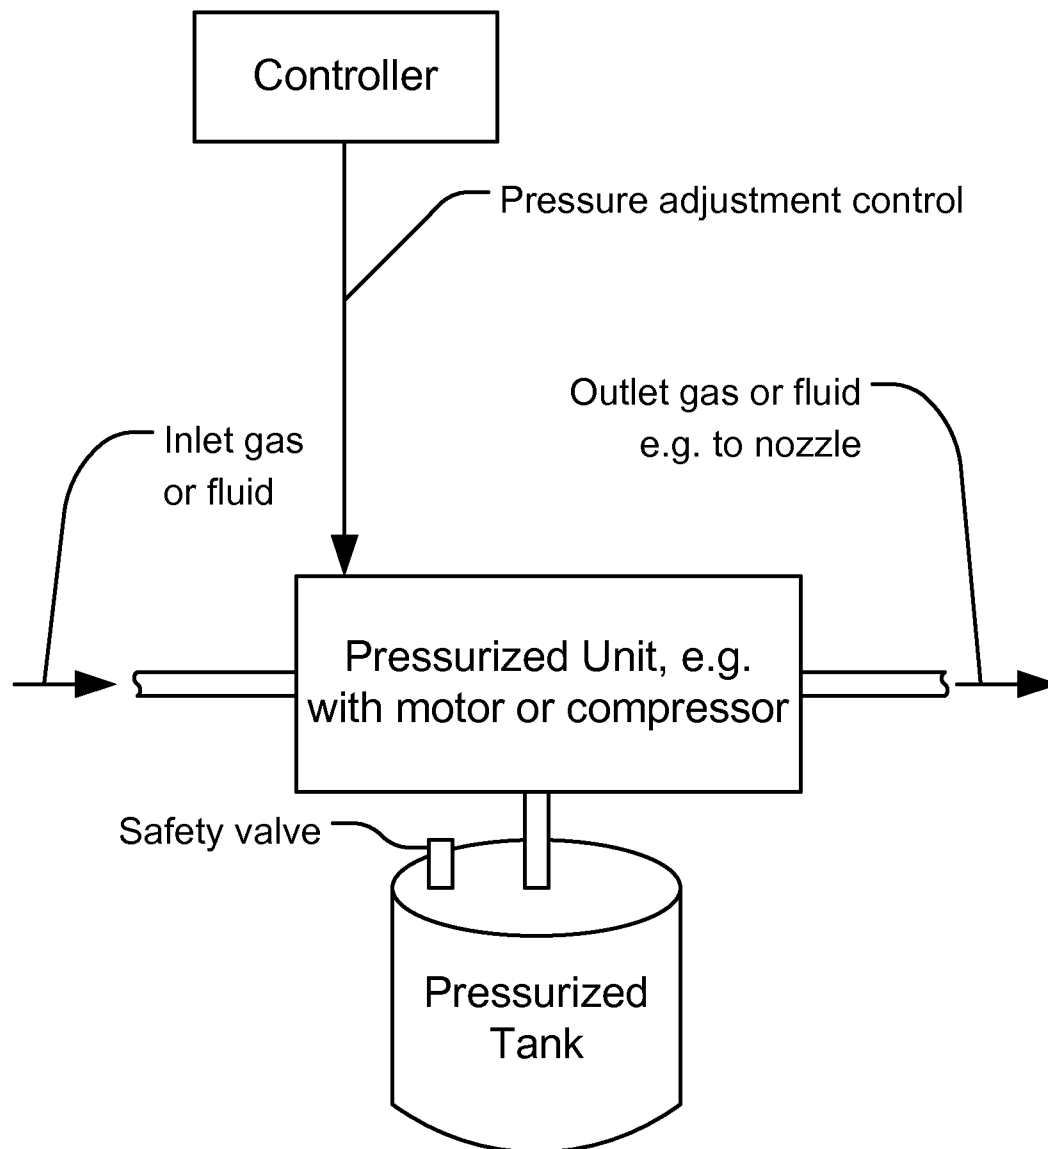 Controller
Pressure adjustment control
Outlet gas or fluid
e.g. to nozzle
Inlet gas
or fluid
Pressurized Unit, e.g.
with motor or compressor
Safety valve
Pressurized
Tank